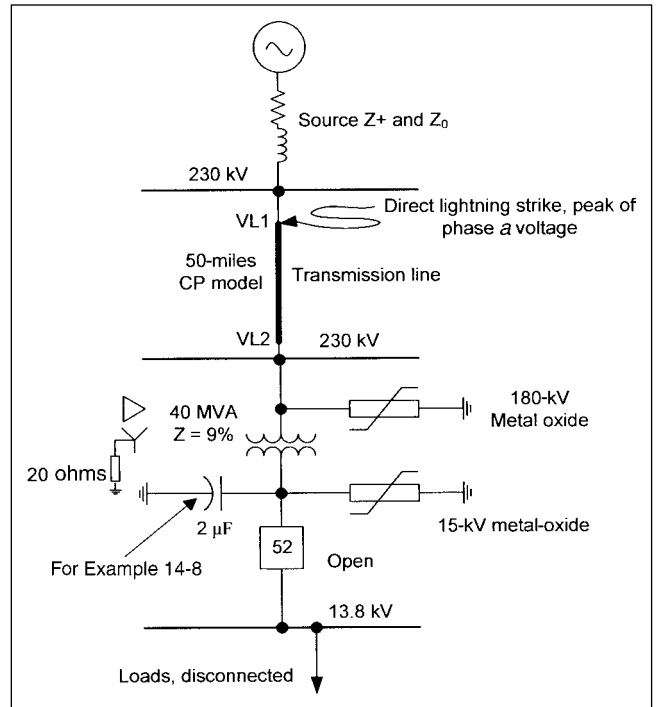 Source Z+ and Z₀
230 kV
VL1
Direct lightning strike, peak of
phase a voltage
50-miles
CP model
Transmission line
VL2
230 kV
40 MVA
Z = 9%
180-kV
Metal oxide
20 ohms
2 μF
15-kV metal-oxide
For Example 14-8
52
Open
13.8 kV
Loads, disconnected